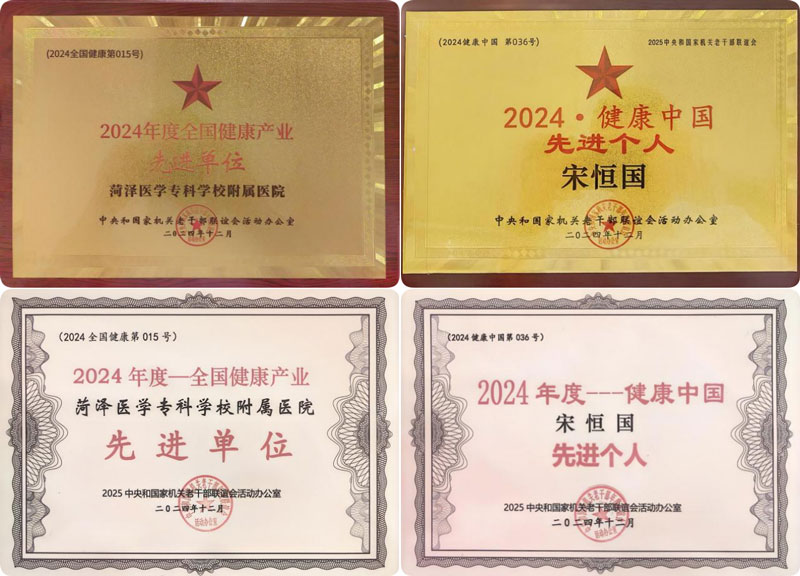 (2024全国健康第015号)
2024年度全国健康产业
先进单位
菏泽医学专科学校附属医院
中央和国家机关老干部联谊会活动办公室
二〇二四年十二月
(2024健康中国 第036号)
2025中央和国家机关老干部联谊会
2024·健康中国
先进个人
宋恒国
中央和国家机关老干部联谊会活动办公室
二〇二四年十二月
(2024全国健康第015号)
2024年度—全国健康产业
菏泽医学专科学校附属医院
先进单位
2025中央和国家机关老干部联谊会活动办公室
二〇二四年十二月
活动办公室
(2024健康中国第036号)
2024年度---健康中国
宋恒国
先进个人
2025中央和国家机关老干部联谊会活动办公室
二〇二四年十二月